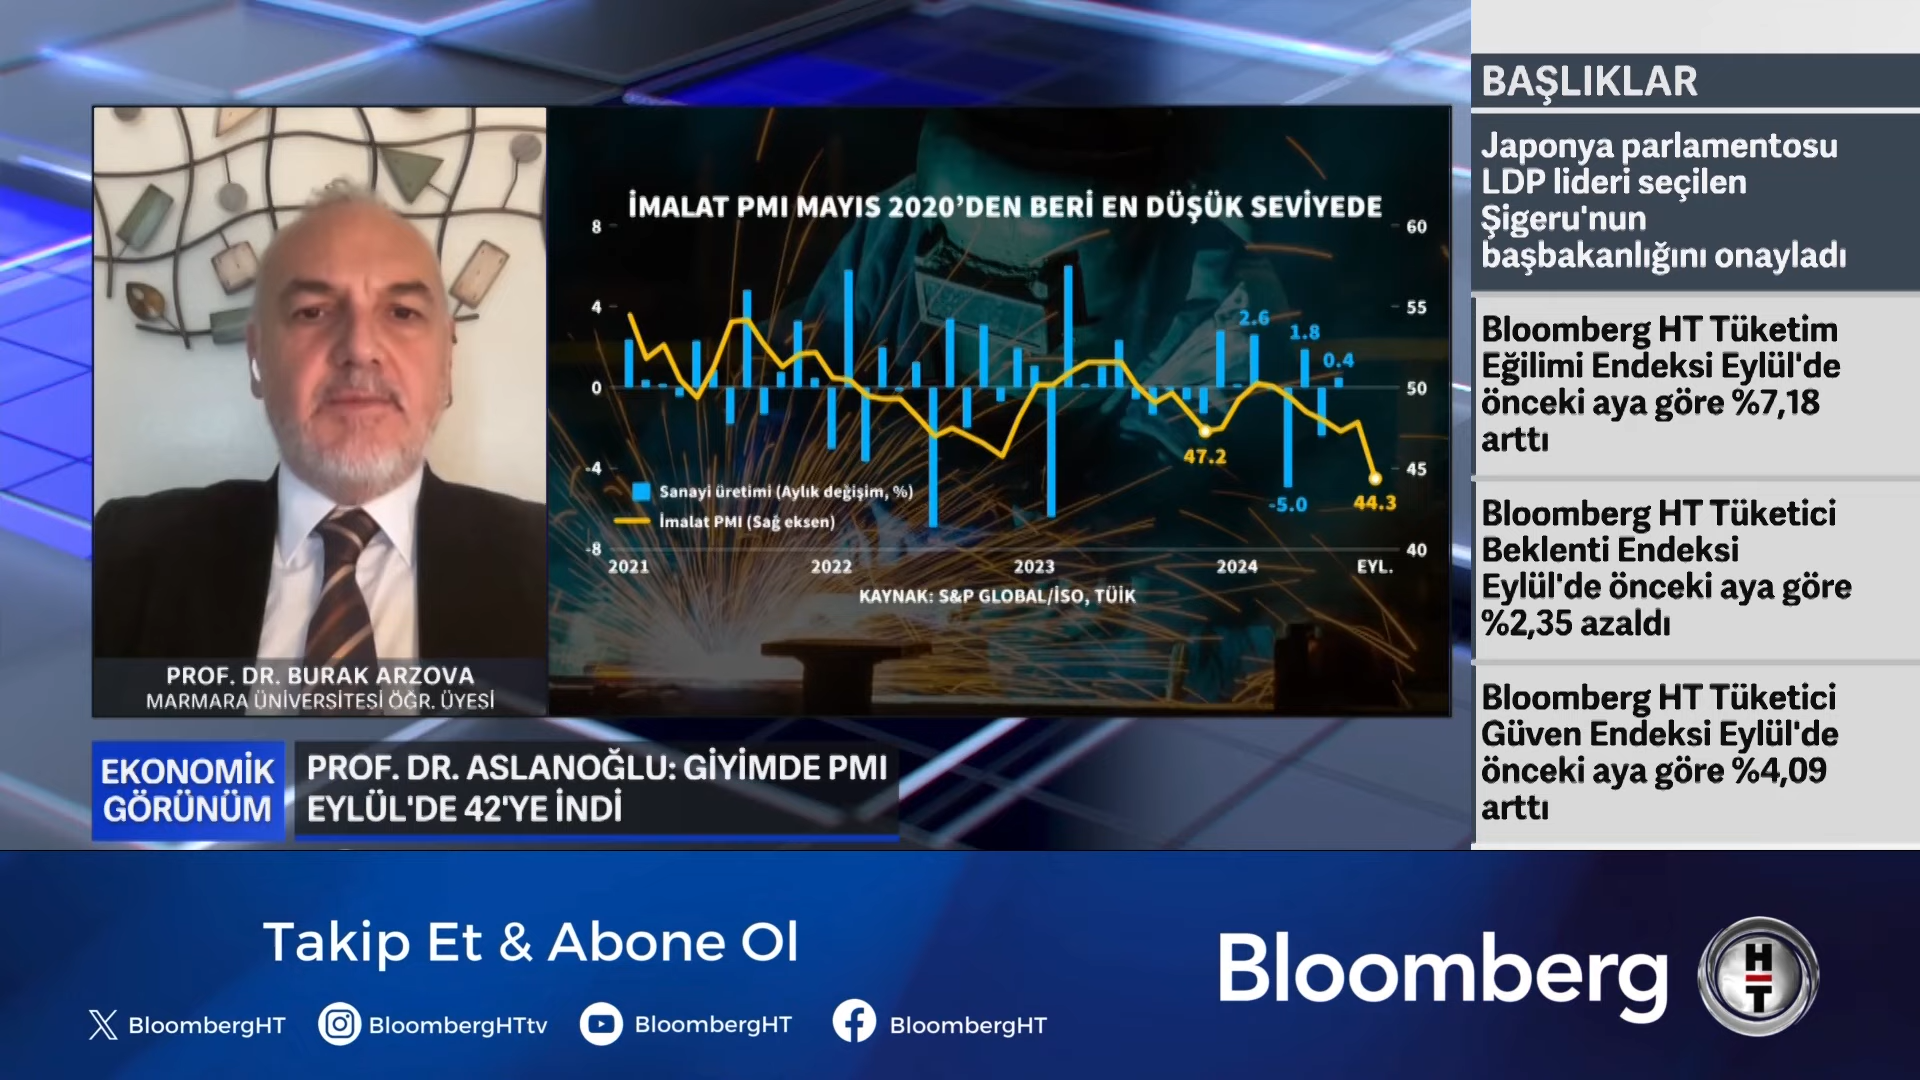 BAŞLIKLAR
Japonya parlamentosu
LDP lideri seçilen
Şigeru'nun
başbakanlığını onayladı
Bloomberg HT Tüketim
Eğilimi Endeksi Eylül'de
önceki aya göre %7,18
arttı
Bloomberg HT Tüketici
Beklenti Endeksi
Eylül'de önceki aya göre
%2,35 azaldı
Bloomberg HT Tüketici
Güven Endeksi Eylül'de
önceki aya göre %4,09
arttı
İMALAT PMI MAYIS 2020’DEN BERİ EN DÜŞÜK SEVİYEDE
8
60
4
55
0
50
-4
45
-8
40
2.6
1.8
0.4
47.2
-5.0
44.3
Sanayi üretimi (Aylık değişim, %)
İmalat PMI (Sağ eksen)
2021
2022
2023
2024
EYL.
KAYNAK: S&P GLOBAL/İSO, TÜİK
PROF. DR. BURAK ARZOVA
MARMARA ÜNİVERSİTESİ ÖĞR. ÜYESİ
EKONOMİK
GÖRÜNÜM
PROF. DR. ASLANOĞLU: GİYİMDE PMI
EYLÜL'DE 42'YE İNDİ
Takip Et & Abone Ol
BloombergHT
BloombergHTtv
BloombergHT
BloombergHT
Bloomberg
HT